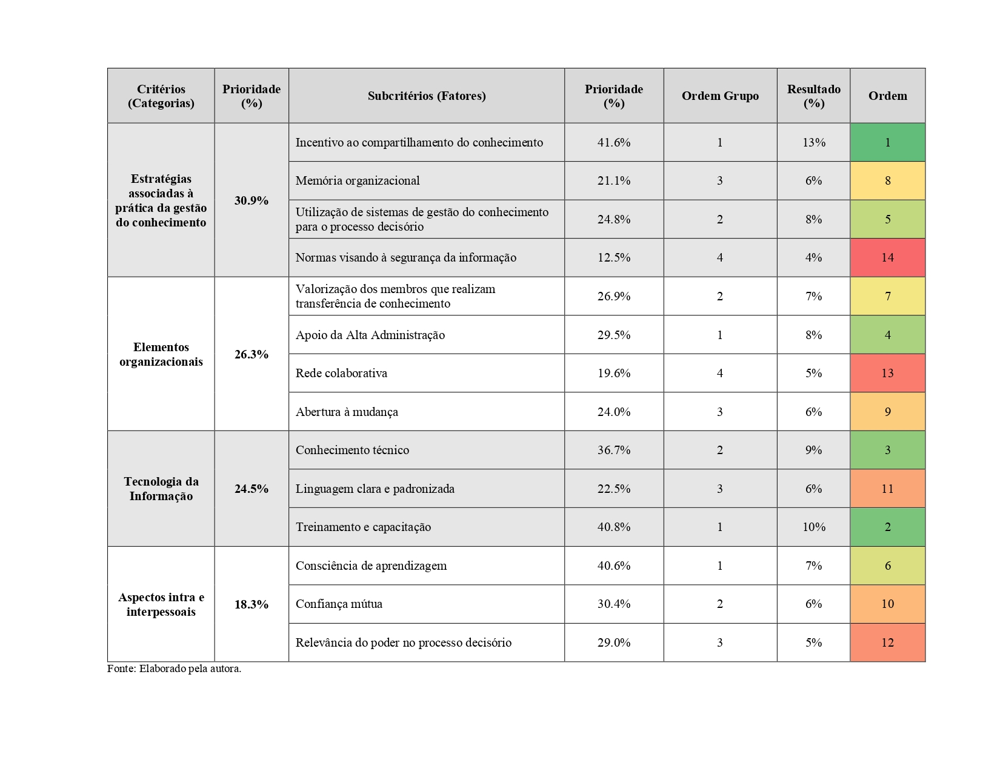 Critérios (Categorias) Prioridade (%) Subcritérios (Fatores) Prioridade (%) Ordem Grupo Resultado (%) Ordem
Estratégias associadas à prática da gestão do conhecimento 30.9%
Incentivo ao compartilhamento do conhecimento 41.6% 1 13% 1
Memória organizacional 21.1% 3 6% 8
Utilização de sistemas de gestão do conhecimento
para o processo decisório 24.8% 2 8% 5
Normas visando à segurança da informação 12.5% 4 4% 14
Elementos organizacionais 26.3%
Valorização dos membros que realizam
transferência de conhecimento 26.9% 2 7% 7
Apoio da Alta Administração 29.5% 1 8% 4
Rede colaborativa 19.6% 4 5% 13
Abertura à mudança 24.0% 3 6% 9
Tecnologia da Informação 24.5%
Conhecimento técnico 36.7% 2 9% 3
Linguagem clara e padronizada 22.5% 3 6% 11
Treinamento e capacitação 40.8% 1 10% 2
Aspectos intra e interpessoais 18.3%
Consciência de aprendizagem 40.6% 1 7% 6
Confiança mútua 30.4% 2 6% 10
Relevância do poder no processo decisório 29.0% 3 5% 12
Fonte: Elaborado pela autora.